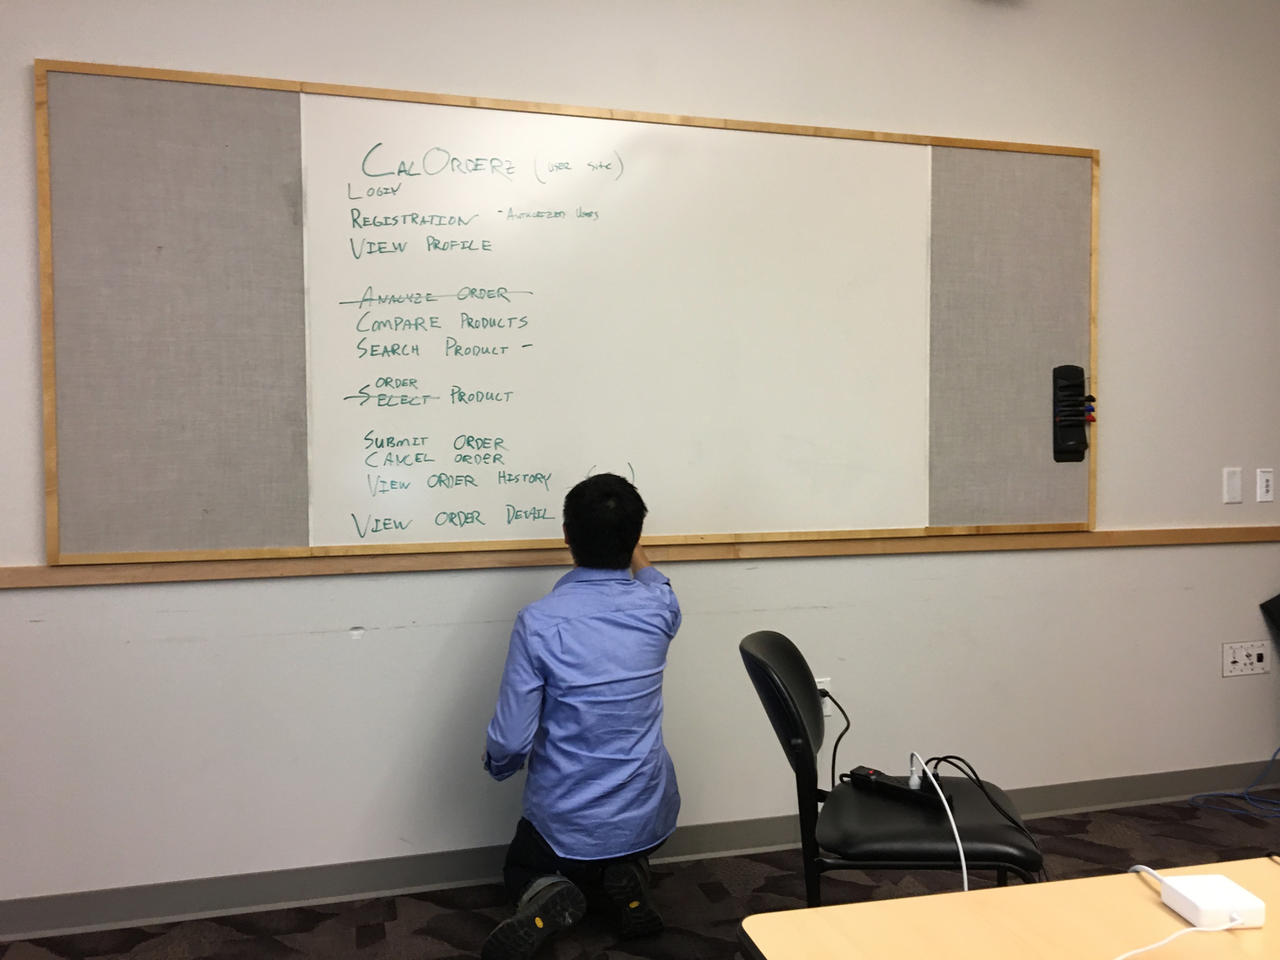 CALORDERZ (USER SITE)
LOGIN
REGISTRATION - AUTHORIZED USERS
VIEW PROFILE
ANALYZE ORDER
COMPARE PRODUCTS
SEARCH PRODUCT -
ORDER
SELECT PRODUCT
SUBMIT ORDER
CANCEL ORDER
VIEW ORDER HISTORY
VIEW ORDER DETAIL